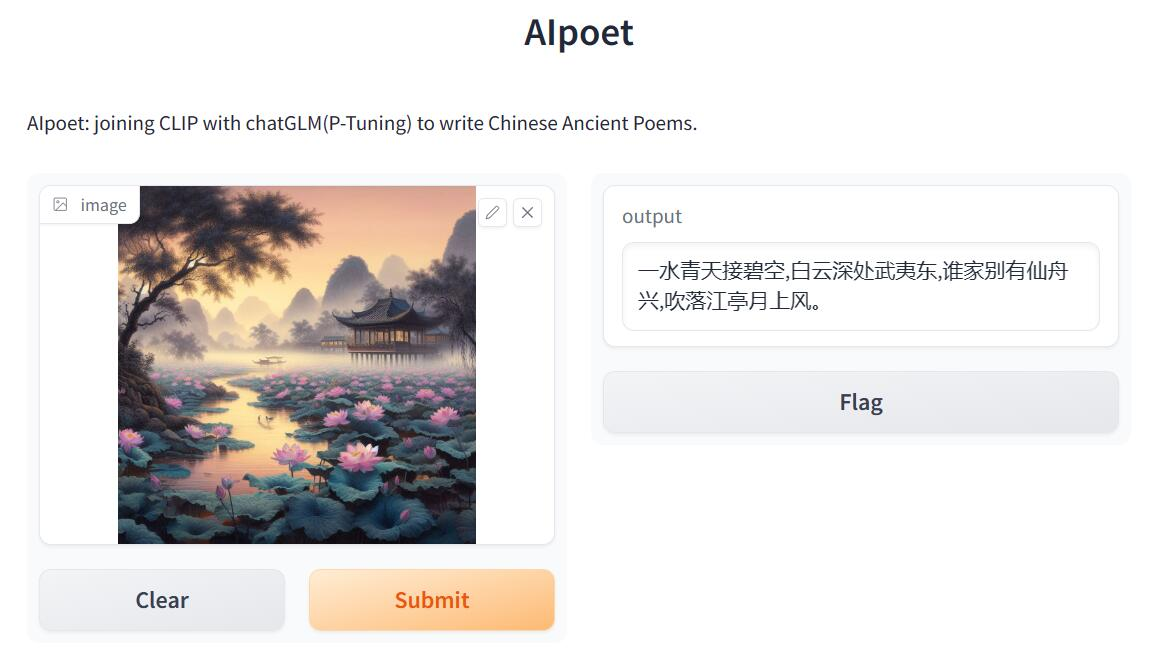 AIpoet
AIpoet: joining CLIP with chatGLM(P-Tuning) to write Chinese Ancient Poems.
image
Clear
Submit
output
一水青天接碧空,白云深处武夷东,谁家别有仙舟
兴,吹落江亭月上风。
Flag